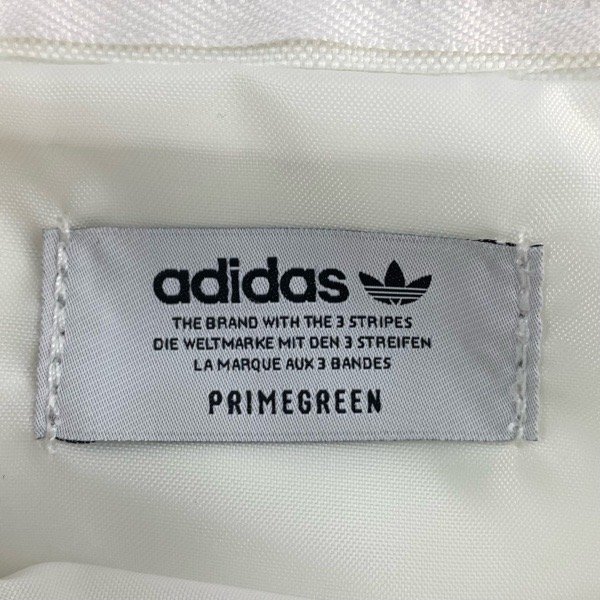 adidas
THE BRAND WITH THE 3 STRIPES
DIE WELTMARKE MIT DEN 3 STREIFEN
LA MARQUE AUX 3 BANDES
PRIMEGREEN